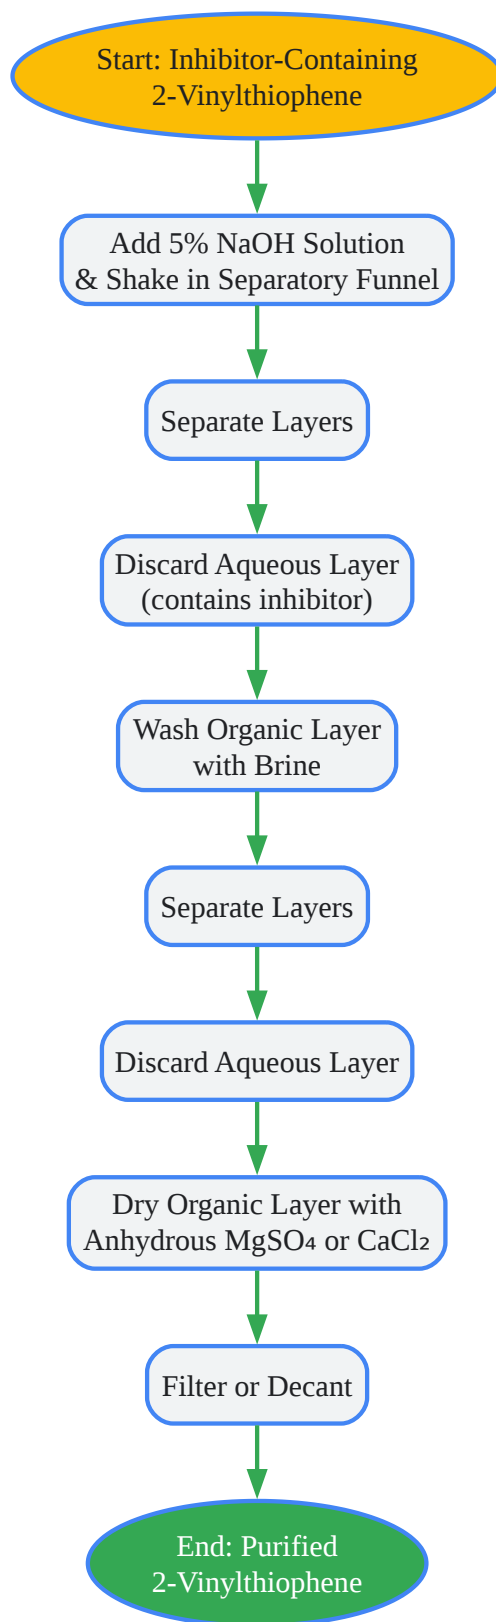 Start: Inhibitor-Containing
2-Vinylthiophene
Add 5% NaOH Solution
& Shake in Separatory Funnel
Separate Layers
Discard Aqueous Layer
(contains inhibitor)
Wash Organic Layer
with Brine
Separate Layers
Discard Aqueous Layer
Dry Organic Layer with
Anhydrous MgSO₄ or CaCl₂
Filter or Decant
End: Purified
2-Vinylthiophene